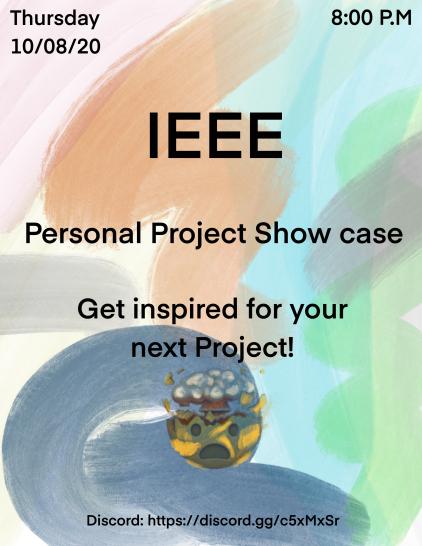 Thursday
8:00 P.M
10/08/20
IEEE
Personal Project Show case
Get inspired for your
next Project!
Discord: https://discord.gg/c5xMxSr